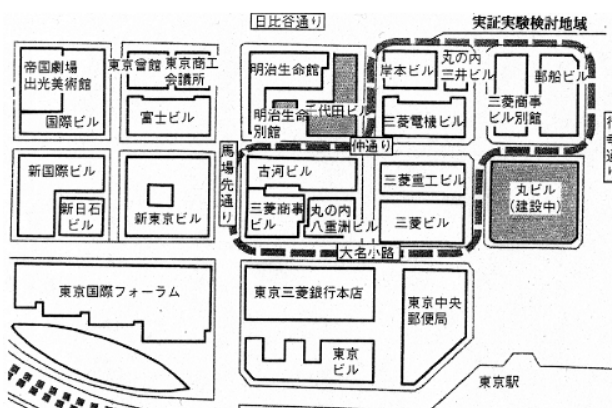 日比谷通り
実証実験検討地域
帝国劇場
出光美術館
国際ビル
東京會館
東京商工
会議所
富士ビル
明治生命館
明治生命
別館
千代田ビル
岸本ビル
丸の内
三井ビル
三菱電機ビル
郵船ビル
三菱商事
ビル別館
仲通り
馬場先通り
新国際ビル
新日石
ビル
新東京ビル
古河ビル
三菱商事
ビル
丸の内
八重洲ビル
三菱重工ビル
三菱ビル
丸ビル
(建設中)
大名小路
東京国際フォーラム
東京三菱銀行本店
東京
ビル
東京中央
郵便局
東京駅